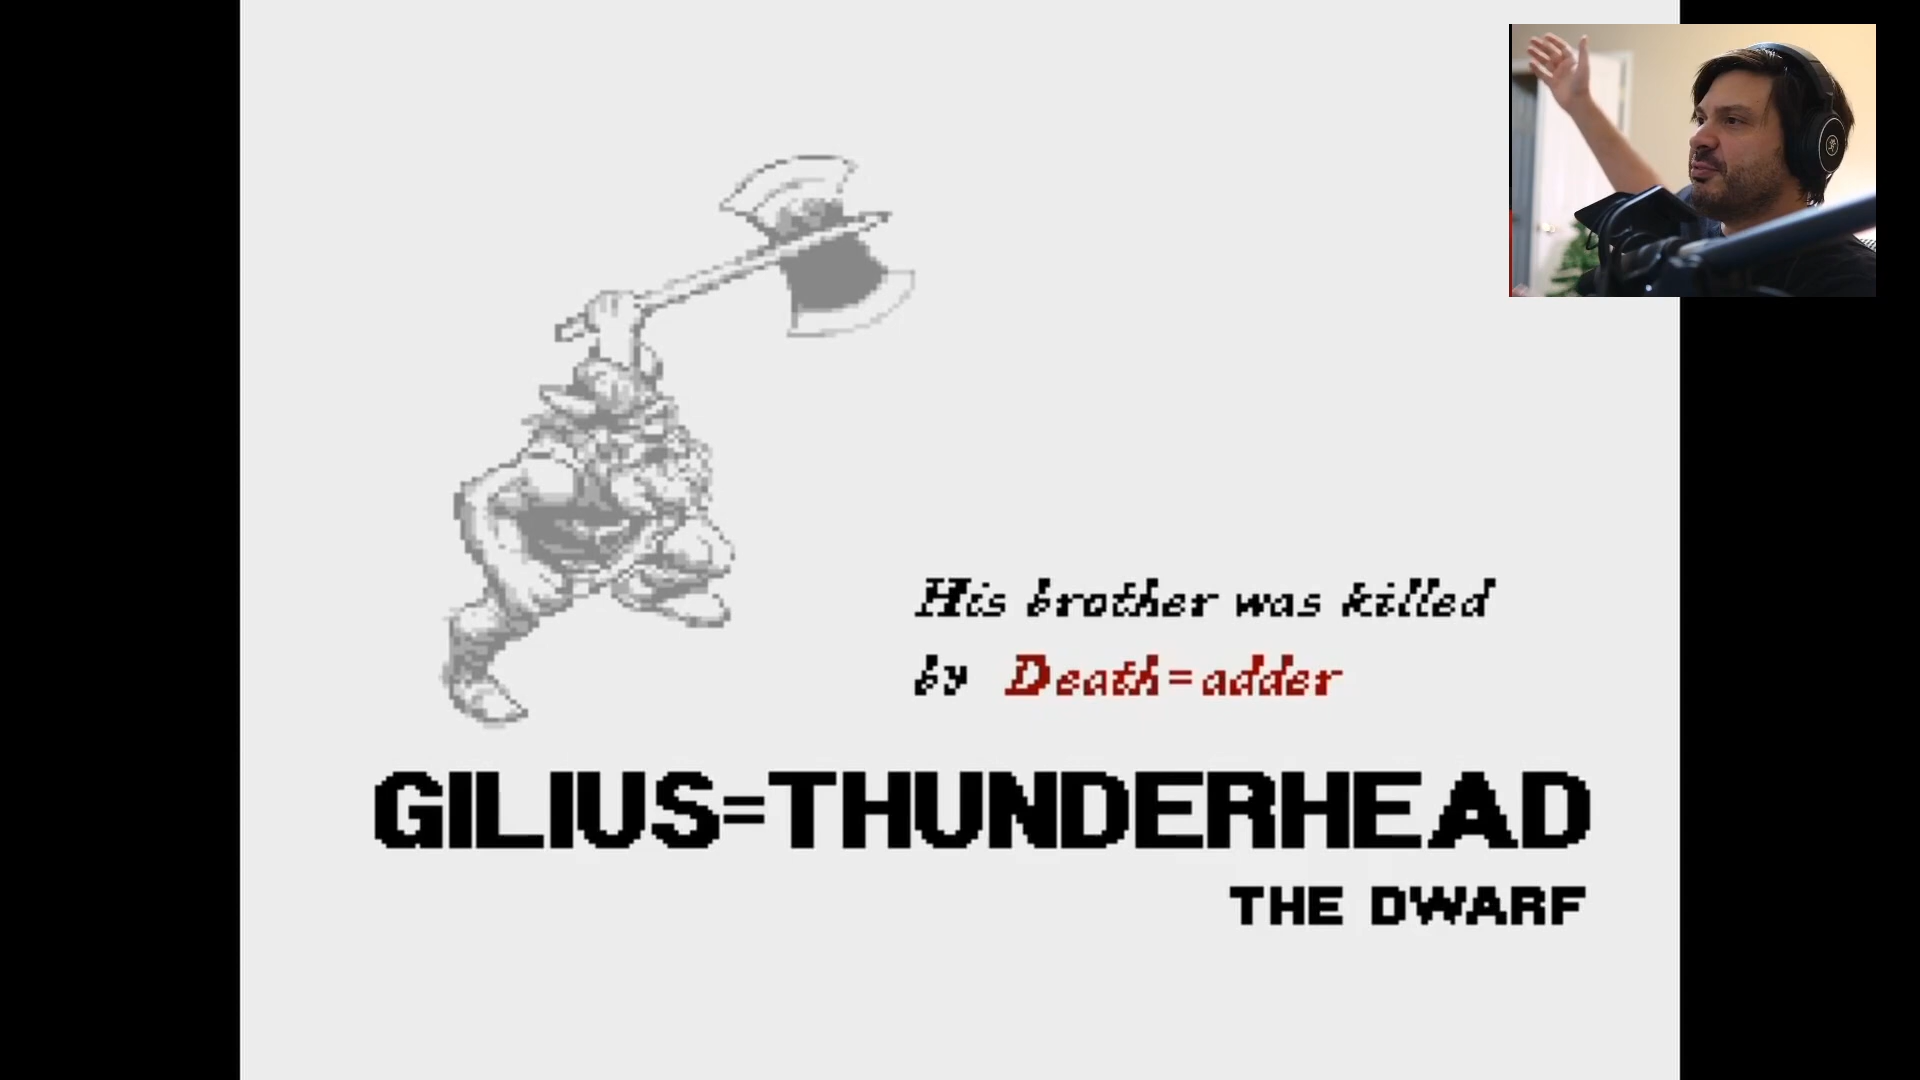 His brother was killed
by Death=adder
GILIUS=THUNDERHEAD
THE DWARF